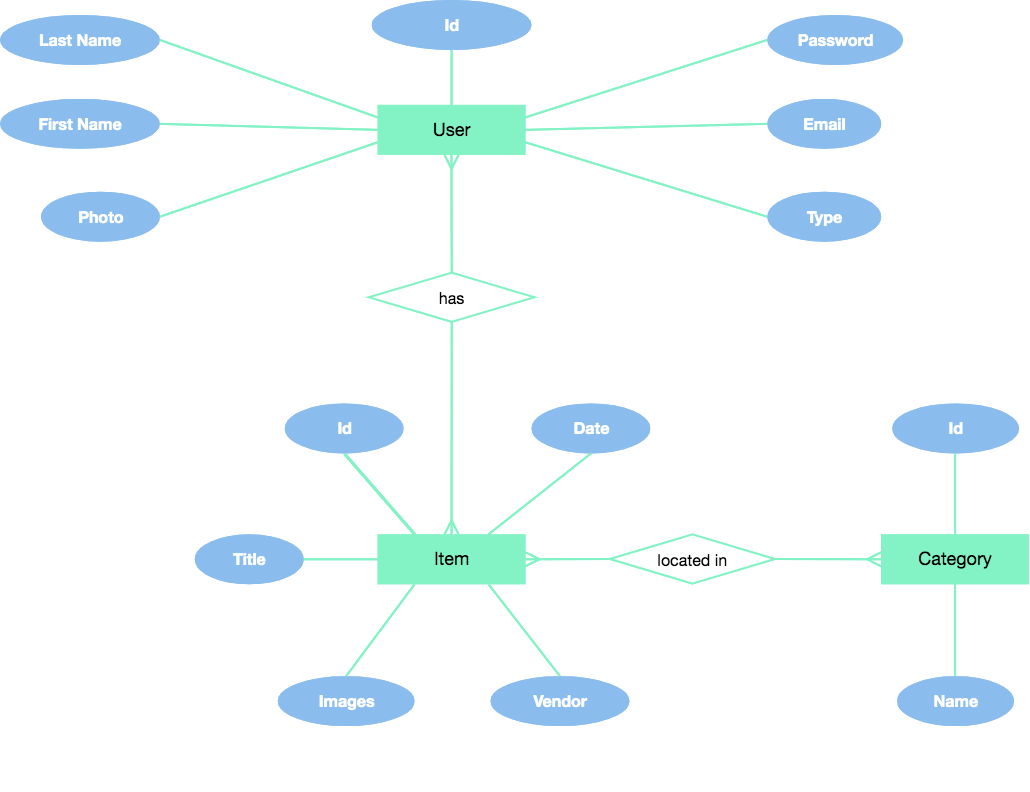 Id
Last Name
Password
First Name
User
Email
Photo
Type
has
Id
Date
Id
Title
Item
located in
Category
Images
Vendor
Name